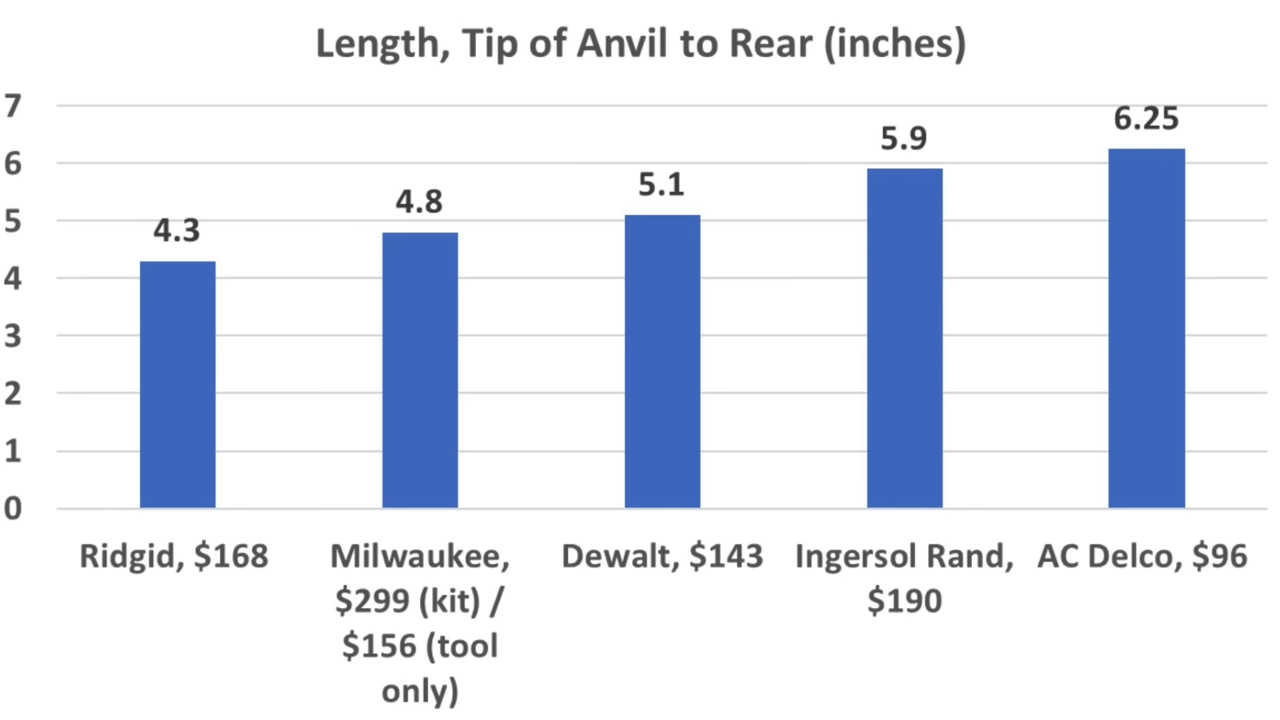 Length, Tip of Anvil to Rear (inches)
7
6
5
4
3
2
1
0
4.3
4.8
5.1
5.9
6.25
Ridgid, $168
Milwaukee,
$299 (kit) /
$156 (tool
only)
Dewalt, $143
Ingersol Rand,
$190
AC Delco, $96